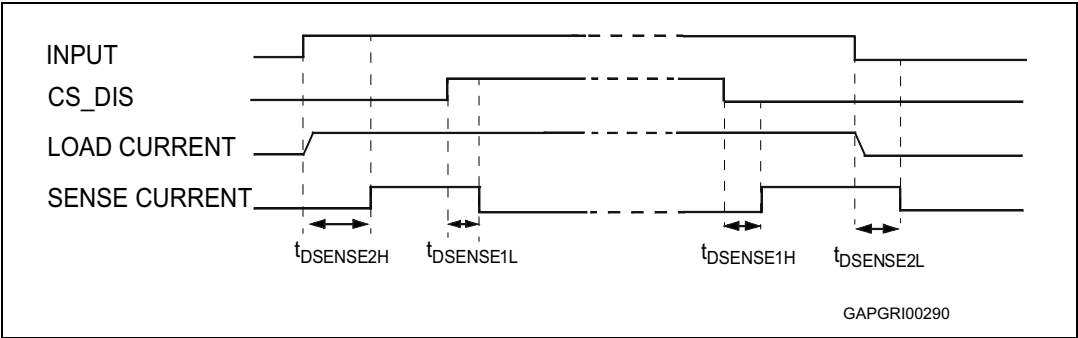 INPUT
CS_DIS
LOAD CURRENT
SENSE CURRENT
tDSENSE2H
tDSENSE1L
tDSENSE1H
tDSENSE2L
GAPGRI00290